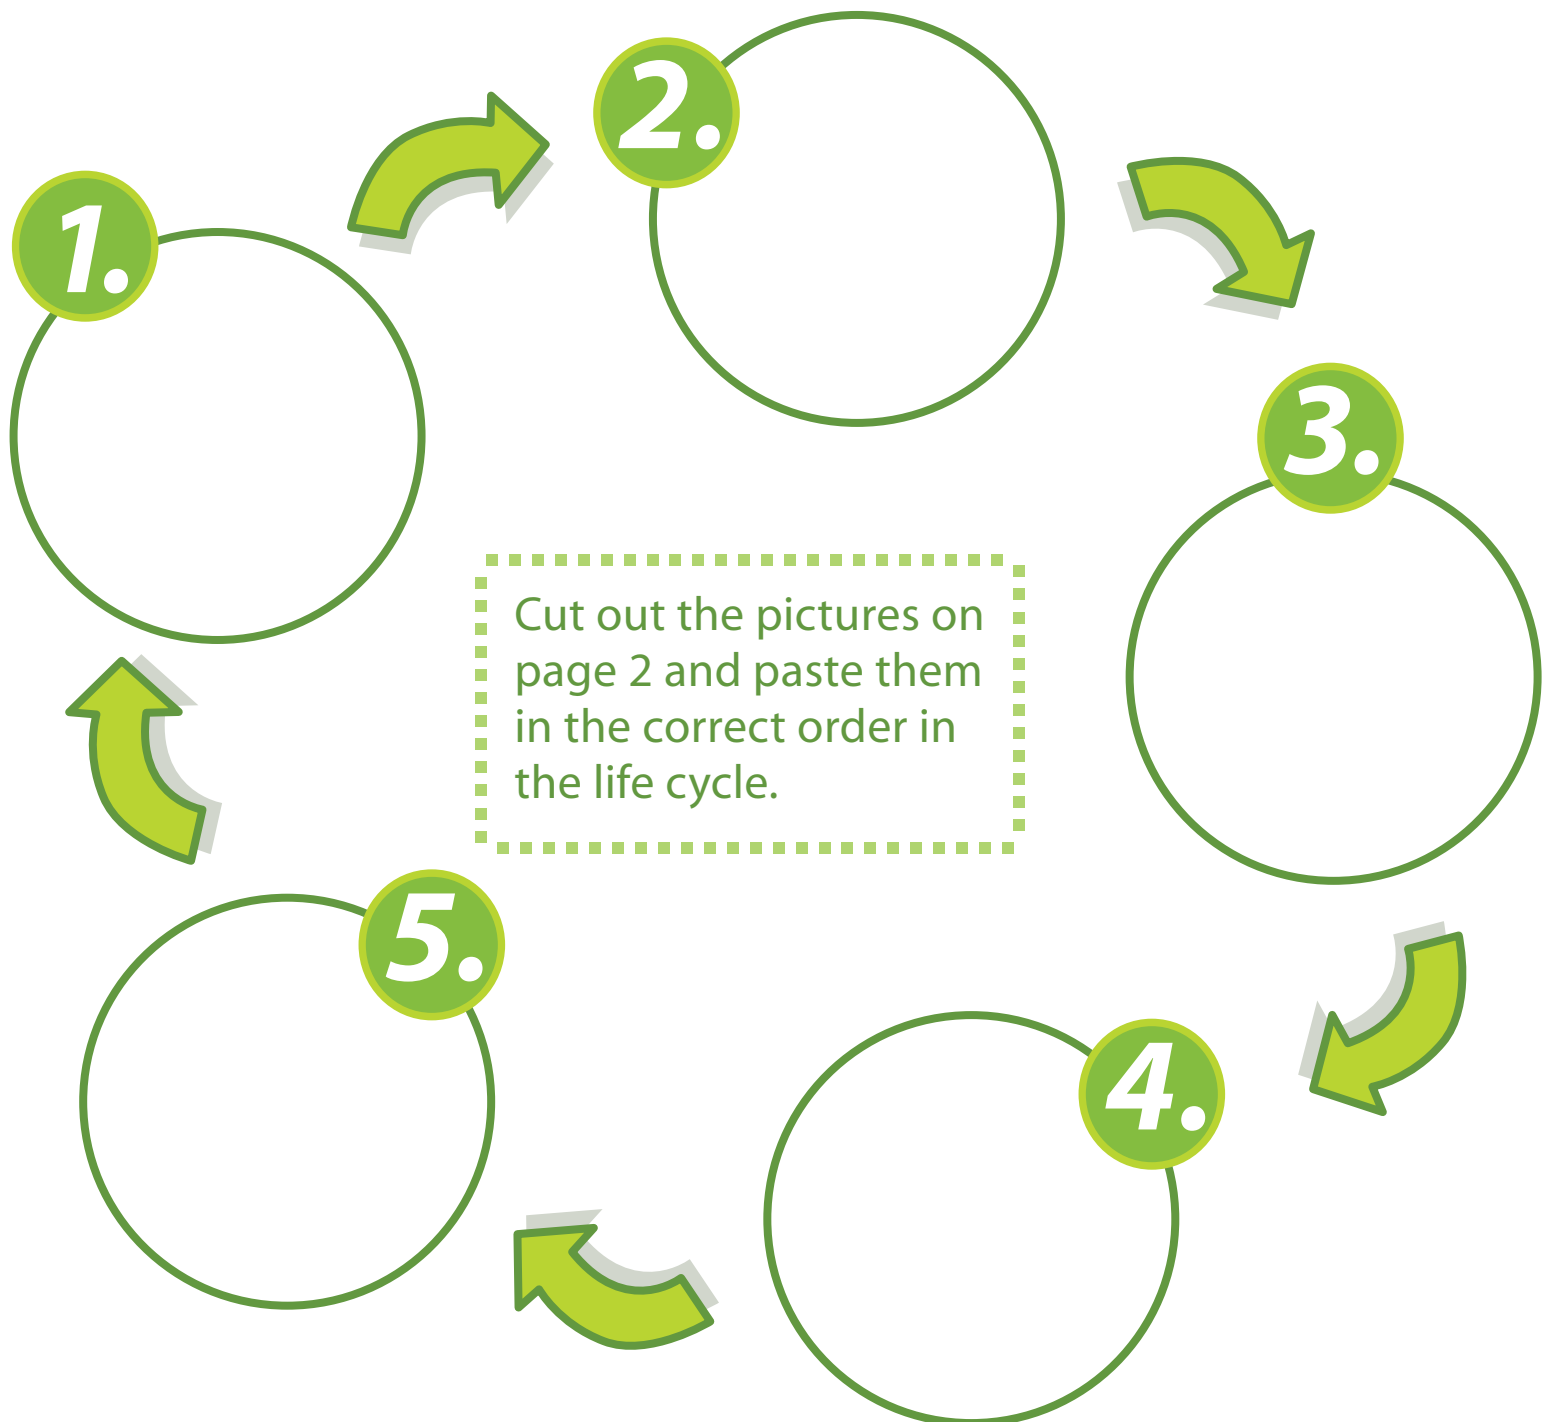 1.
2.
3.
Cut out the pictures on
page 2 and paste them
in the correct order in
the life cycle.
4.
5.